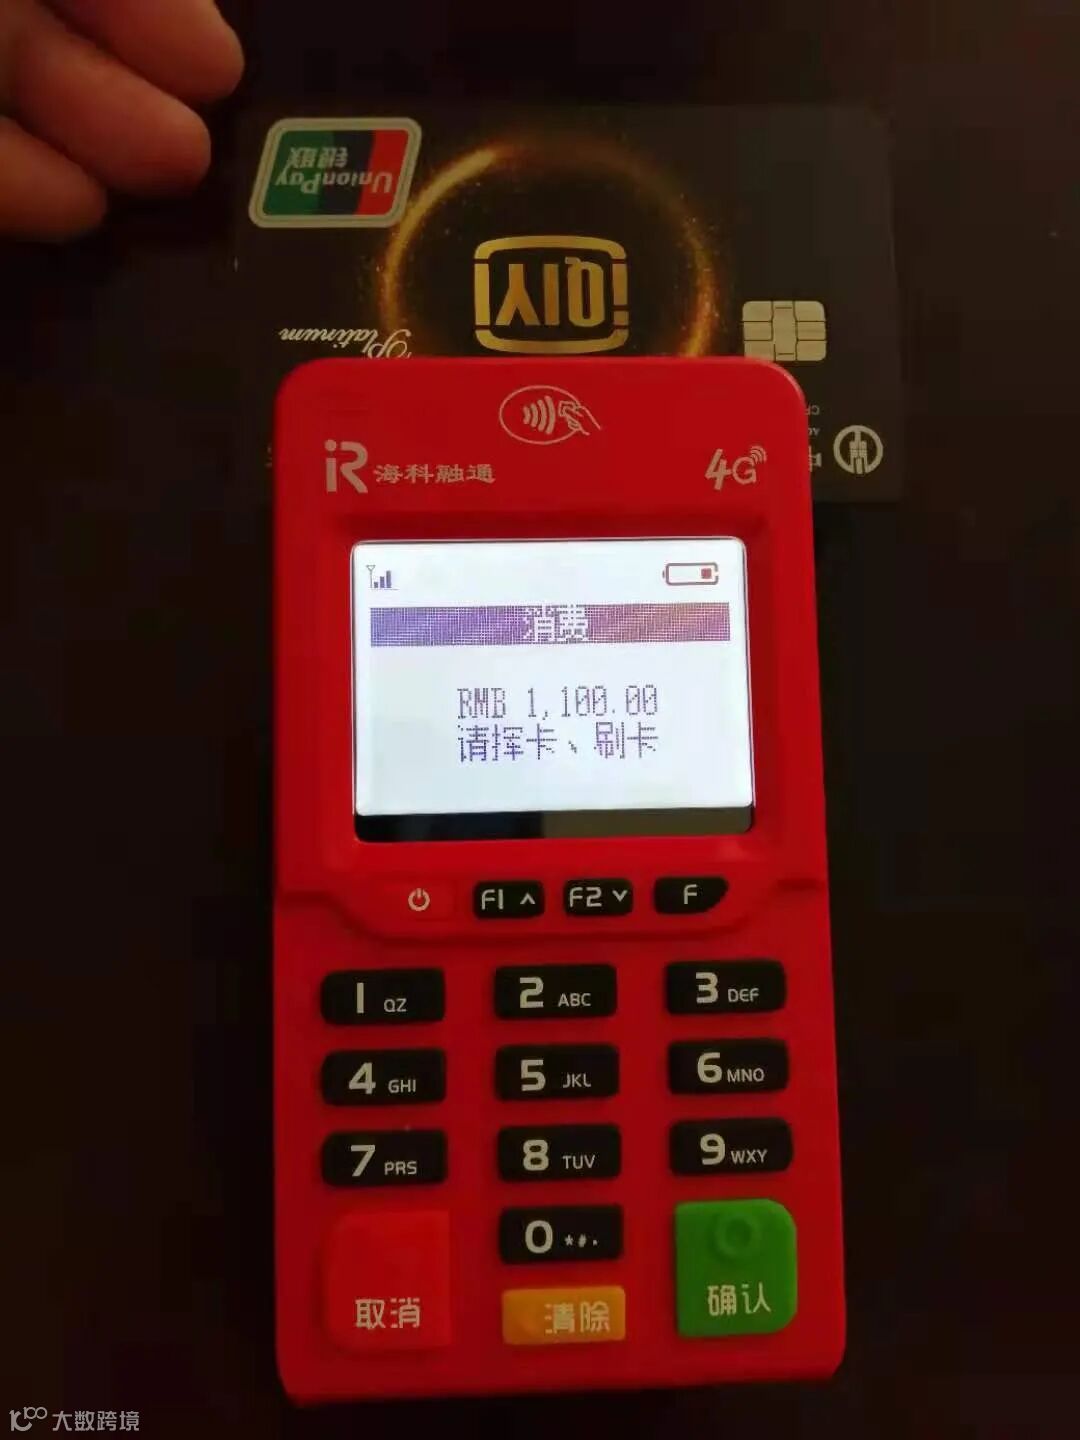 UnionPay
银联
iQIYI
Platinum
iR 海科融通
4G
消费
RMB 1,100.00
请挥卡、刷卡
F1
F2
F
1 QZ
2 ABC
3 DEF
4 GHI
5 JKL
6 MNO
7 PRS
8 TUV
9 WXY
0 *#.
取消
清除
确认
大数跨境